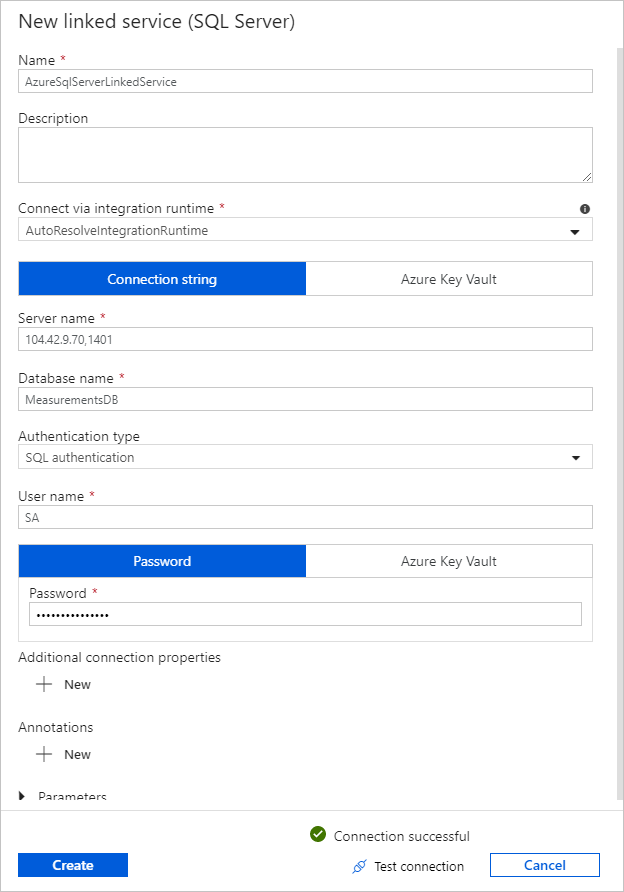 New linked service (SQL Server)
Name *
AzureSqlServerLinkedService
Description
Connect via integration runtime *
AutoResolveIntegrationRuntime
Connection string Azure Key Vault
Server name *
104.42.9.70,1401
Database name *
MeasurementsDB
Authentication type
SQL authentication
User name *
SA
Password Azure Key Vault
Password *
•••••••••••••••
Additional connection properties
New
Annotations
New
Parameters
Connection successful
Create Test connection Cancel